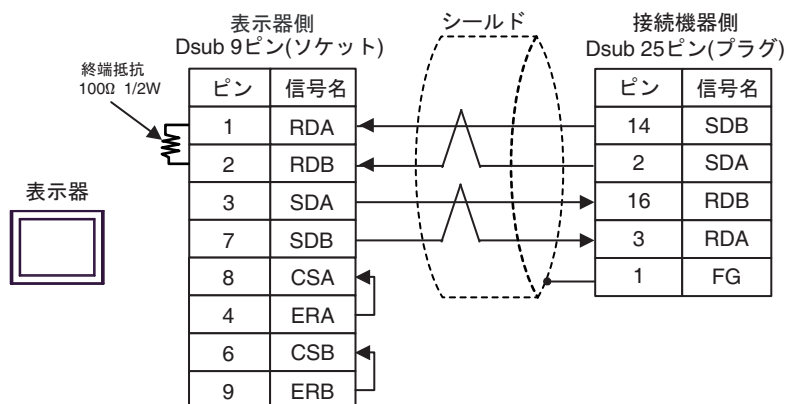 表示器側
Dsub 9ピン(ソケット)
シールド
接続機器側
Dsub 25ピン(プラグ)
終端抵抗
100Ω 1/2W
表示器
ピン 信号名
1 RDA
2 RDB
3 SDA
7 SDB
8 CSA
4 ERA
6 CSB
9 ERB
ピン 信号名
14 SDB
2 SDA
16 RDB
3 RDA
1 FG